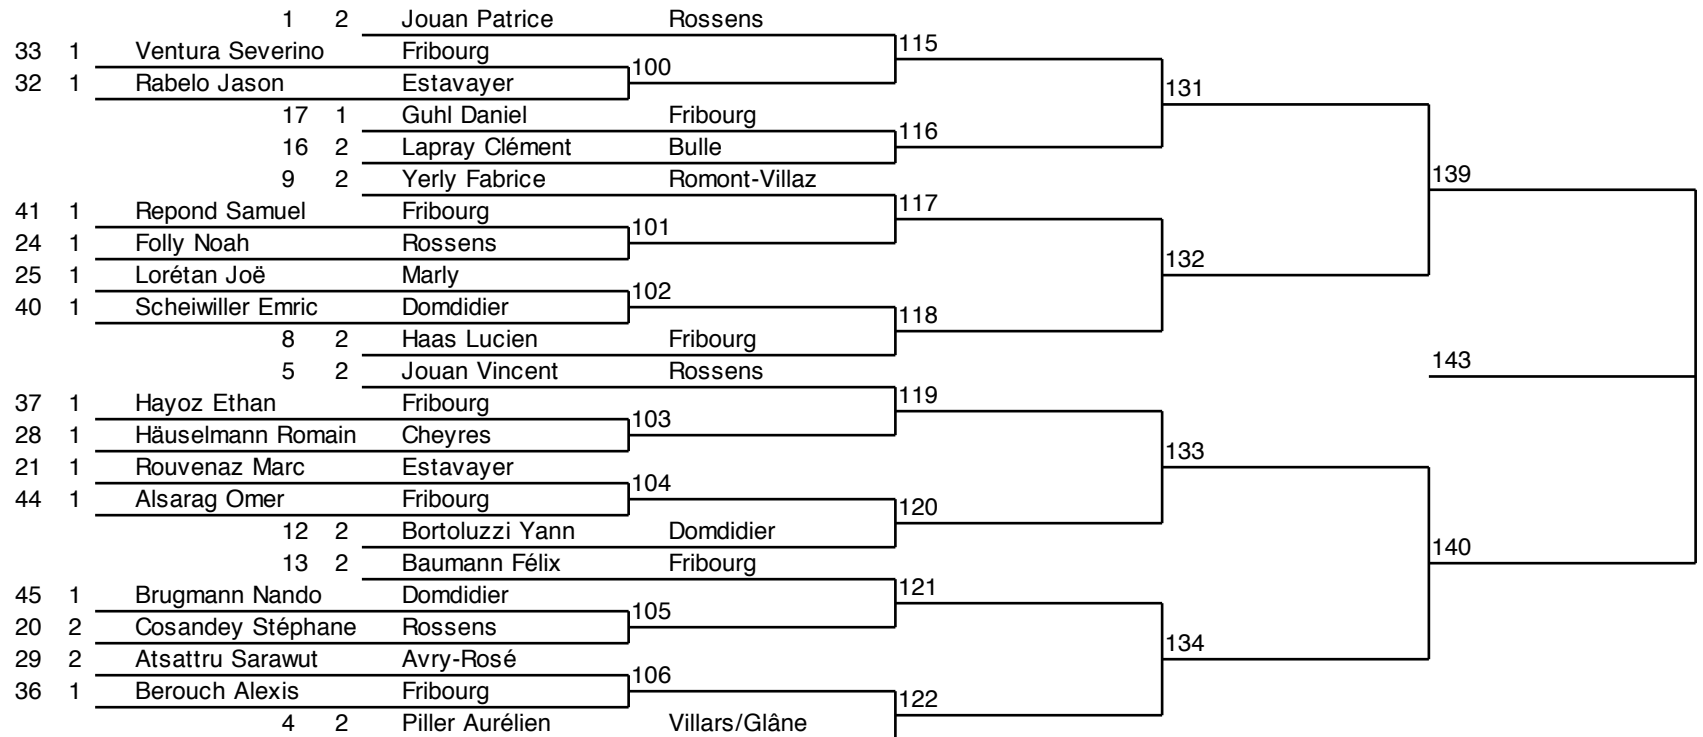 1 2 Jouan Patrice Rossens
115
33 1 Ventura Severino Fribourg
100
32 1 Rabelo Jason Estavayer
131
17 1 Guhl Daniel Fribourg
116
16 2 Lapray Clément Bulle
139
9 2 Yerly Fabrice Romont-Villaz
117
41 1 Repond Samuel Fribourg
101
24 1 Folly Noah Rossens
132
25 1 Lorétan Joë Marly
102
40 1 Scheiwiller Emric Domdidier
118
8 2 Haas Lucien Fribourg
143
5 2 Jouan Vincent Rossens
119
37 1 Hayoz Ethan Fribourg
103
28 1 Häuselmann Romain Cheyres
133
21 1 Rouvenaz Marc Estavayer
104
44 1 Alsarag Omer Fribourg
120
12 2 Bortoluzzi Yann Domdidier
140
13 2 Baumann Félix Fribourg
121
45 1 Brugmann Nando Domdidier
105
20 2 Cosandey Stéphane Rossens
134
29 2 Atsattru Sarawut Avry-Rosé
106
36 1 Berouch Alexis Fribourg
122
4 2 Piller Aurélien Villars/Glâne